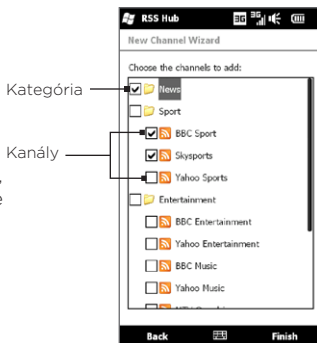 RSS Hub
New Channel Wizard
Choose the channels to add:
Kategória
News
Sport
Kanály
BBC Sport
Skysports
Yahoo Sports
Entertainment
BBC Entertainment
Yahoo Entertainment
BBC Music
Yahoo Music
Back
Finish